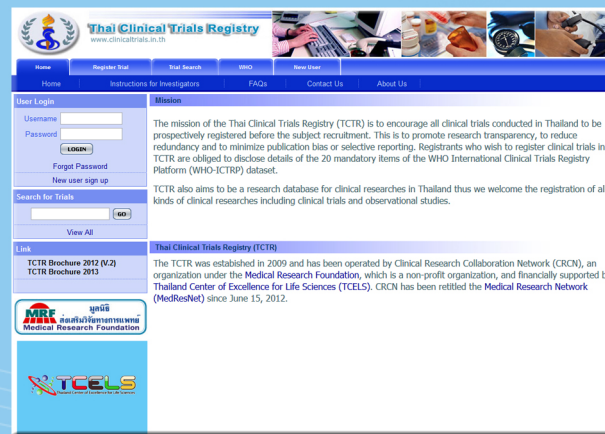 Thai Clinical Trials Registry
www.clinicaltrials.in.th
Home Register Trial Trial Search WHO New User
Home Instructions for Investigators FAQs Contact Us About Us
User Login
Username
Password
LOGIN
Forgot Password
New user sign up
Search for Trials
GO
View All
Link
TCTR Brochure 2012 (V.2)
TCTR Brochure 2013
MRF มูลนิธิ
ส่งเสริมวิจัยทางการแพทย์
Medical Research Foundation
TCELS
Thailand Center of Excellence for Life Sciences
Mission
The mission of the Thai Clinical Trials Registry (TCTR) is to encourage all clinical trials conducted in Thailand to be
prospectively registered before the subject recruitment. This is to promote research transparency, to reduce
redundancy and to minimize publication bias or selective reporting. Registrants who wish to register clinical trials in
TCTR are obliged to disclose details of the 20 mandatory items of the WHO International Clinical Trials Registry
Platform (WHO-ICTRP) dataset.
TCTR also aims to be a research database for clinical researches in Thailand thus we welcome the registration of al
kinds of clinical researches including clinical trials and observational studies.
Thai Clinical Trials Registry (TCTR)
The TCTR was established in 2009 and has been operated by Clinical Research Collaboration Network (CRCN), an
organization under the Medical Research Foundation, which is a non-profit organization, and financially supported b
Thailand Center of Excellence for Life Sciences (TCELS). CRCN has been retitled the Medical Research Network
(MedResNet) since June 15, 2012.